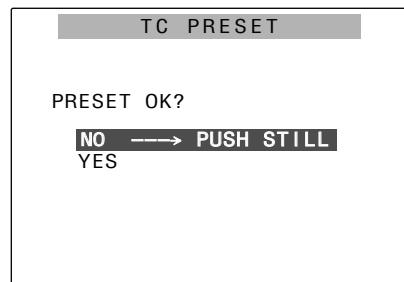 TC PRESET
PRESET OK?
NO ---→ PUSH STILL
YES